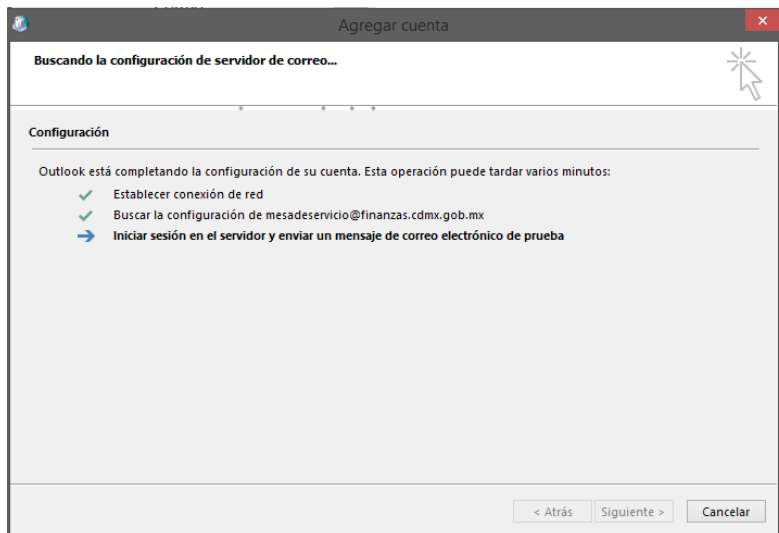 Agregar cuenta
Buscando la configuración de servidor de correo...
Configuración
Outlook está completando la configuración de su cuenta. Esta operación puede tardar varios minutos:
Establecer conexión de red
Buscar la configuración de mesadeservicio@finanzas.cdmx.gob.mx
Iniciar sesión en el servidor y enviar un mensaje de correo electrónico de prueba
< Atrás Siguiente > Cancelar